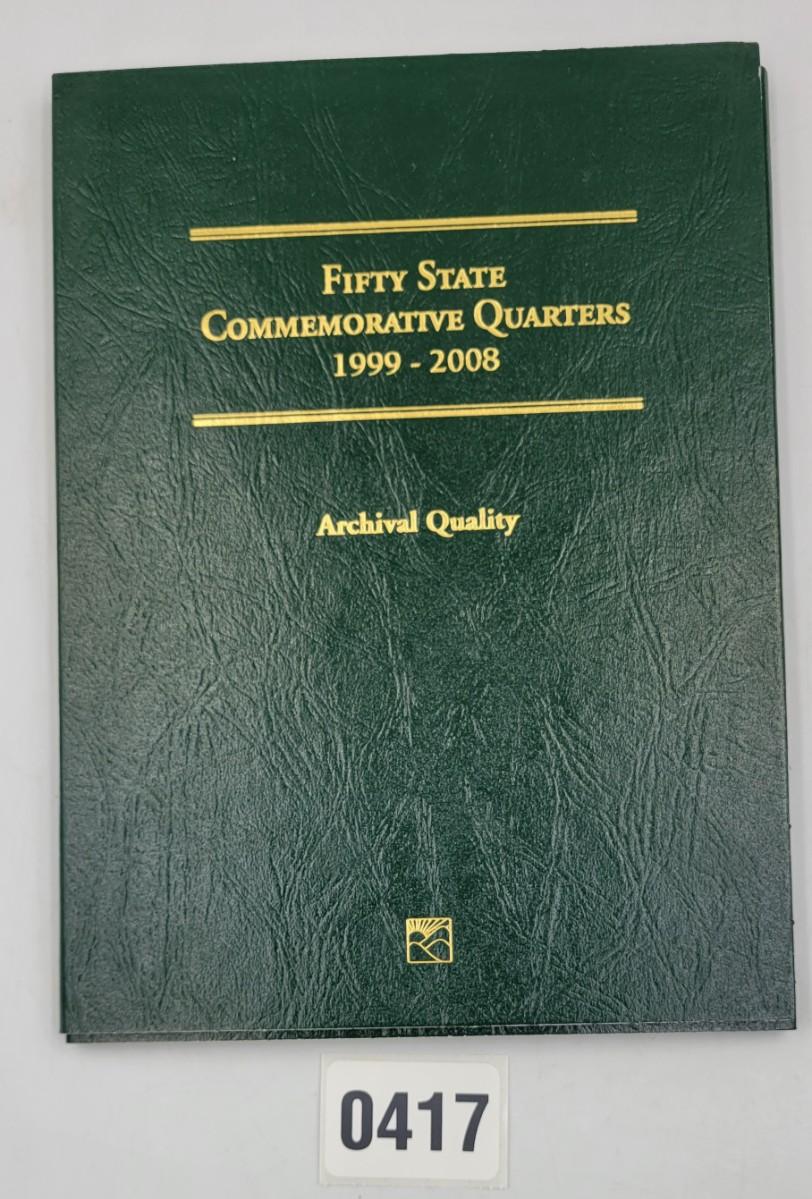 Fifty State
Commemorative Quarters
1999 - 2008
Archival Quality
0417